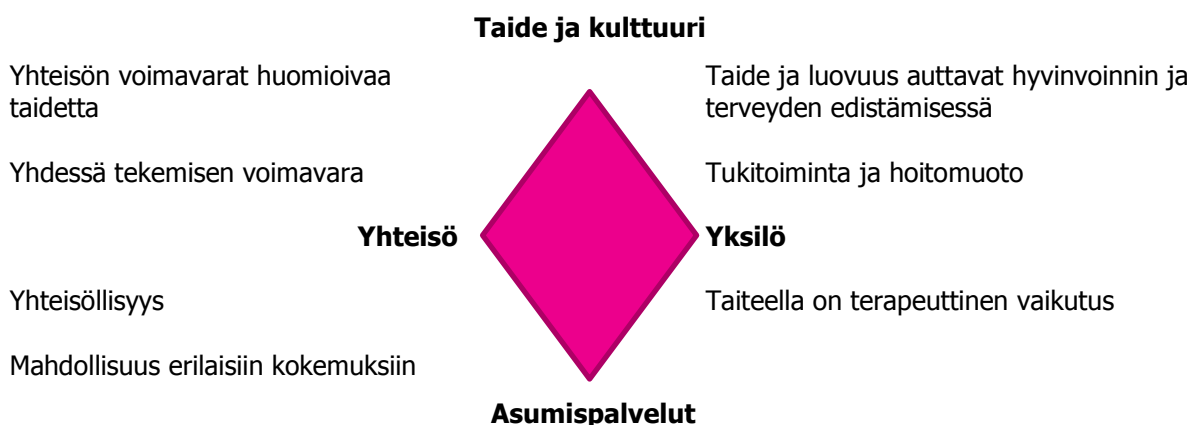 Taide ja kulttuuri
Yhteisön voimavarat huomioivaa
taidetta
Taide ja luovuus auttavat hyvinvoinnin ja
terveyden edistämisessä
Yhdessä tekemisen voimavara
Tukitoiminta ja hoitomuoto
Yhteisö
Yksilö
Yhteisöllisyys
Taiteella on terapeuttinen vaikutus
Mahdollisuus erilaisiin kokemuksiin
Asumispalvelut